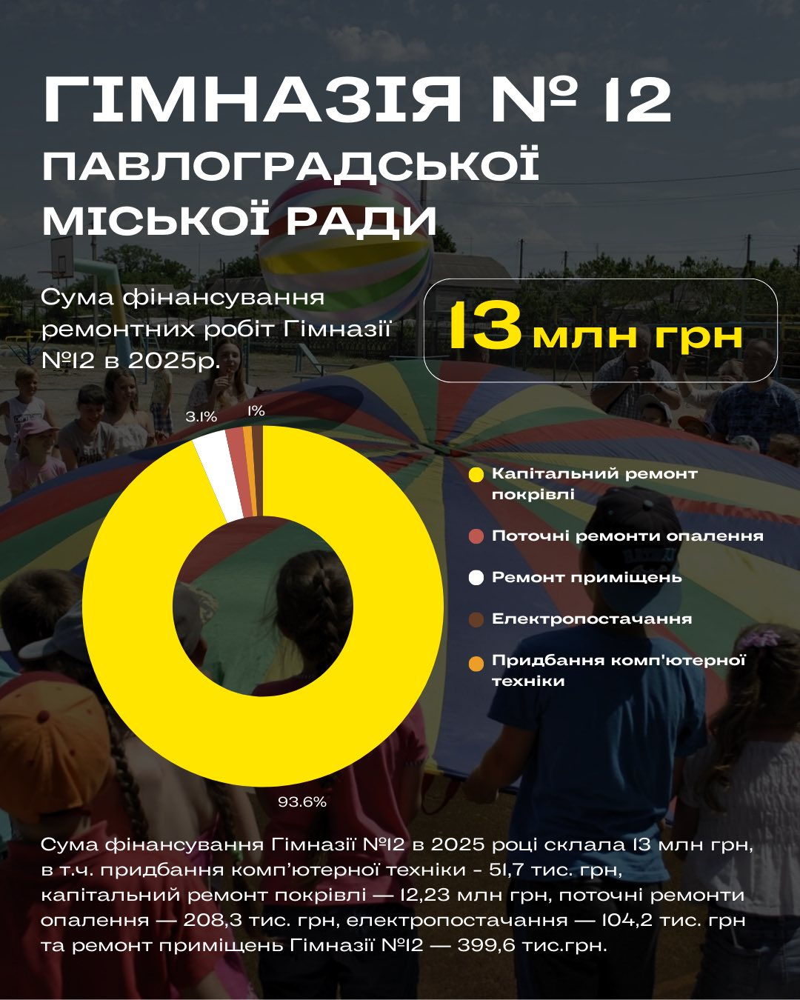 ГІМНАЗІЯ № 12
ПАВЛОГРАДСЬКОЇ
МІСЬКОЇ РАДИ
Сума фінансування
ремонтних робіт Гімназії
№12 в 2025р.
13 млн грн
3.1%
1%
Капітальний ремонт
покрівлі
Поточні ремонти опалення
Ремонт приміщень
Електропостачання
Придбання комп'ютерної
техніки
93.6%
Сума фінансування Гімназії №12 в 2025 році склала 13 млн грн,
в т.ч. придбання комп’ютерної техніки - 51,7 тис. грн,
капітальний ремонт покрівлі — 12,23 млн грн, поточні ремонти
опалення — 208,3 тис. грн, електропостачання — 104,2 тис. грн
та ремонт приміщень Гімназії №12 — 399,6 тис.грн.